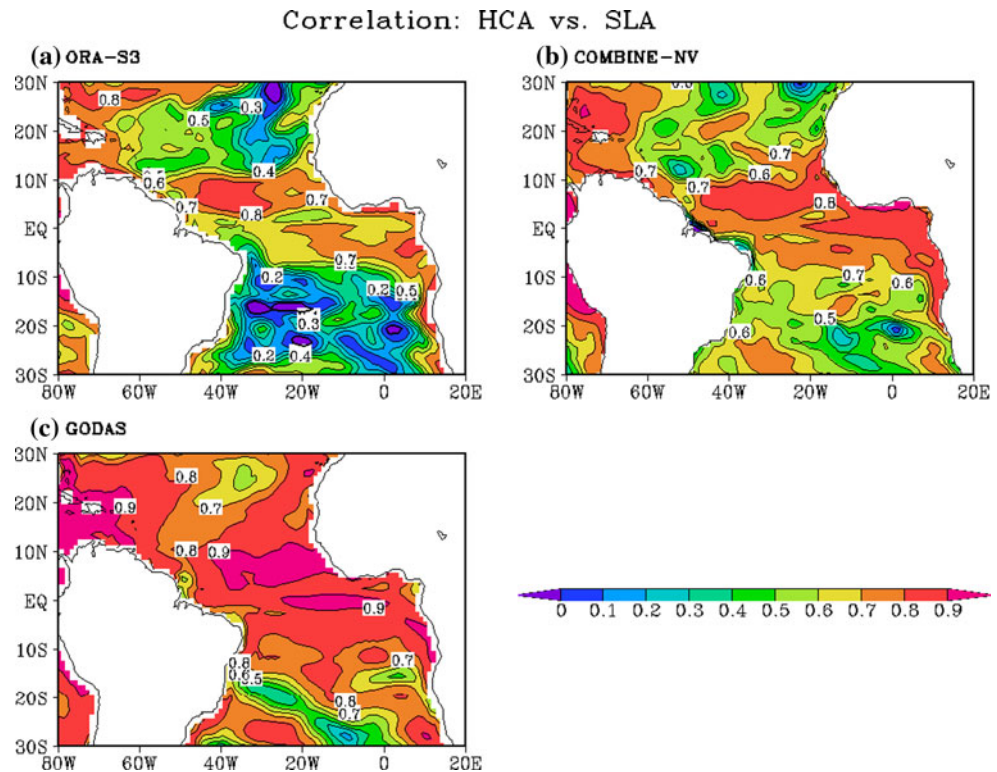 Correlation: HCA vs. SLA
(a) ORA-S3
(b) COMBINE-NV
30N
20N
10N
EQ
10S
20S
30S
80W 60W 40W 20W 0 20E
0.8
0.3
0.5
0.4
0.6
0.7
0.7
0.8
0.7
0.2
0.2
0.5
0.3
0.2
0.4
30N
20N
10N
EQ
10S
20S
30S
80W 60W 40W 20W 0 20E
0.7
0.7
0.6
0.7
0.8
0.6
0.7
0.6
0.5
0.6
(c) GODAS
30N
20N
10N
EQ
10S
20S
30S
80W 60W 40W 20W 0 20E
0.8
0.9
0.7
0.8
0.9
0.9
0.8
0.7
0.6
0.5
0.8
0.7
0 0.1 0.2 0.3 0.4 0.5 0.6 0.7 0.8 0.9